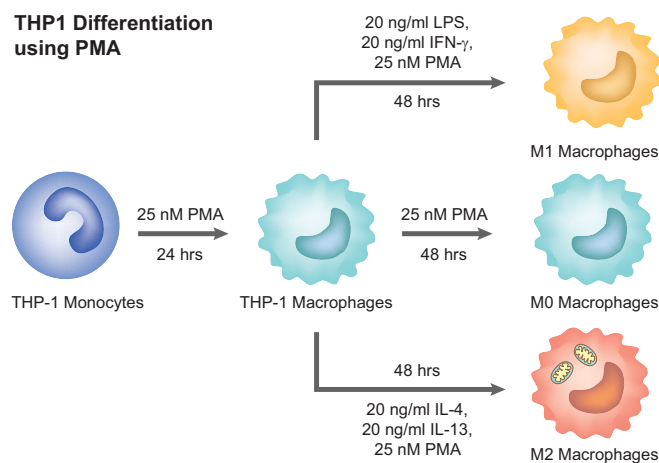 THP1 Differentiation
using PMA
20 ng/ml LPS,
20 ng/ml IFN-γ,
25 nM PMA
48 hrs
M1 Macrophages
25 nM PMA
24 hrs
25 nM PMA
48 hrs
THP-1 Monocytes
THP-1 Macrophages
M0 Macrophages
48 hrs
20 ng/ml IL-4,
20 ng/ml IL-13,
25 nM PMA
M2 Macrophages